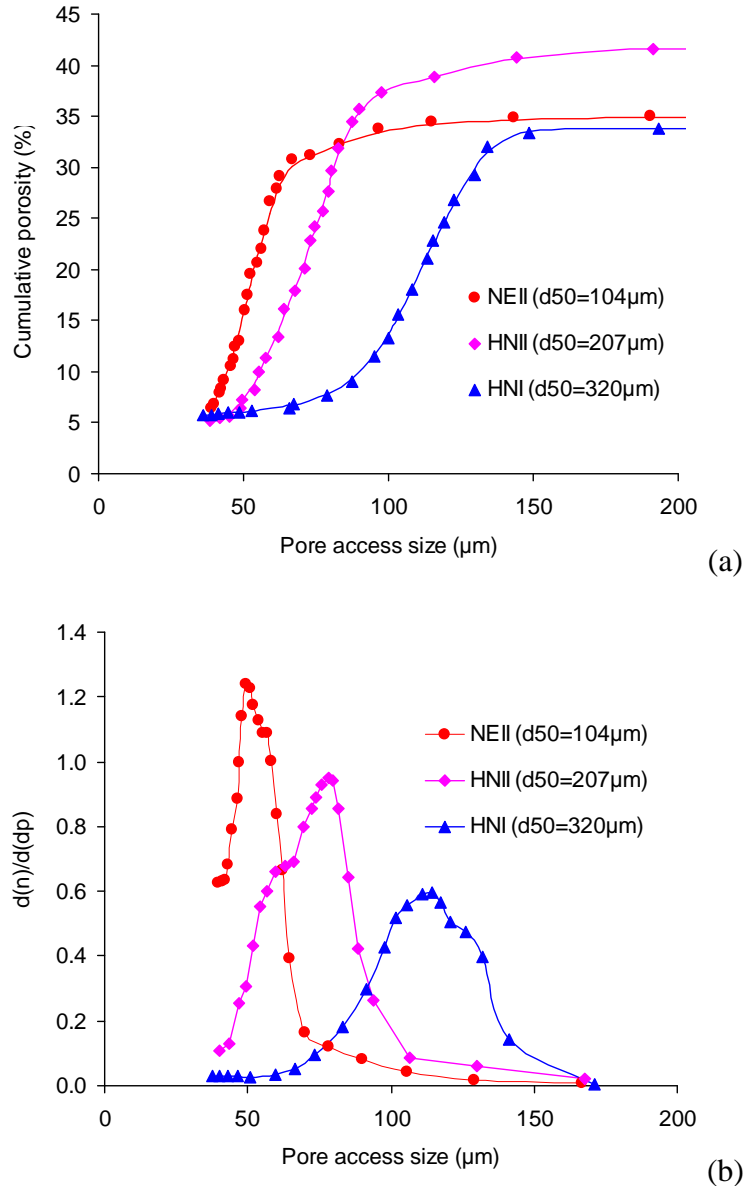 45
40
35
30
25
20
15
10
5
0
Cumulative porosity (%)
NEII (d50=104µm)
HNII (d50=207µm)
HNI (d50=320µm)
0 50 100 150 200
Pore access size (µm)
(a)
1.4
1.2
1.0
0.8
0.6
0.4
0.2
0.0
d(n)/d(dp)
NEII (d50=104µm)
HNII (d50=207µm)
HNI (d50=320µm)
0 50 100 150 200
Pore access size (µm)
(b)